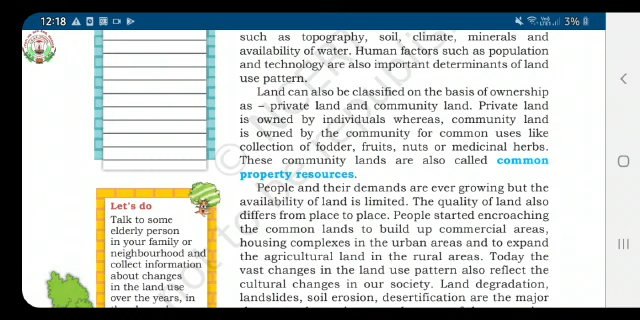 12:18
3%
such as topography, soil, climate, minerals and
availability of water. Human factors such as population
and technology are also important determinants of land
use pattern.
Land can also be classified on the basis of ownership
as – private land and community land. Private land
is owned by individuals whereas, community land
is owned by the community for common uses like
collection of fodder, fruits, nuts or medicinal herbs.
These community lands are also called common
property resources.
People and their demands are ever growing but the
availability of land is limited. The quality of land also
differs from place to place. People started encroaching
the common lands to build up commercial areas,
housing complexes in the urban areas and to expand
the agricultural land in the rural areas. Today the
vast changes in the land use pattern also reflect the
cultural changes in our society. Land degradation,
landslides, soil erosion, desertification are the major
Let's do
Talk to some
elderly person
in your family or
neighbourhood and
collect information
about changes
in the land use
over the years, in